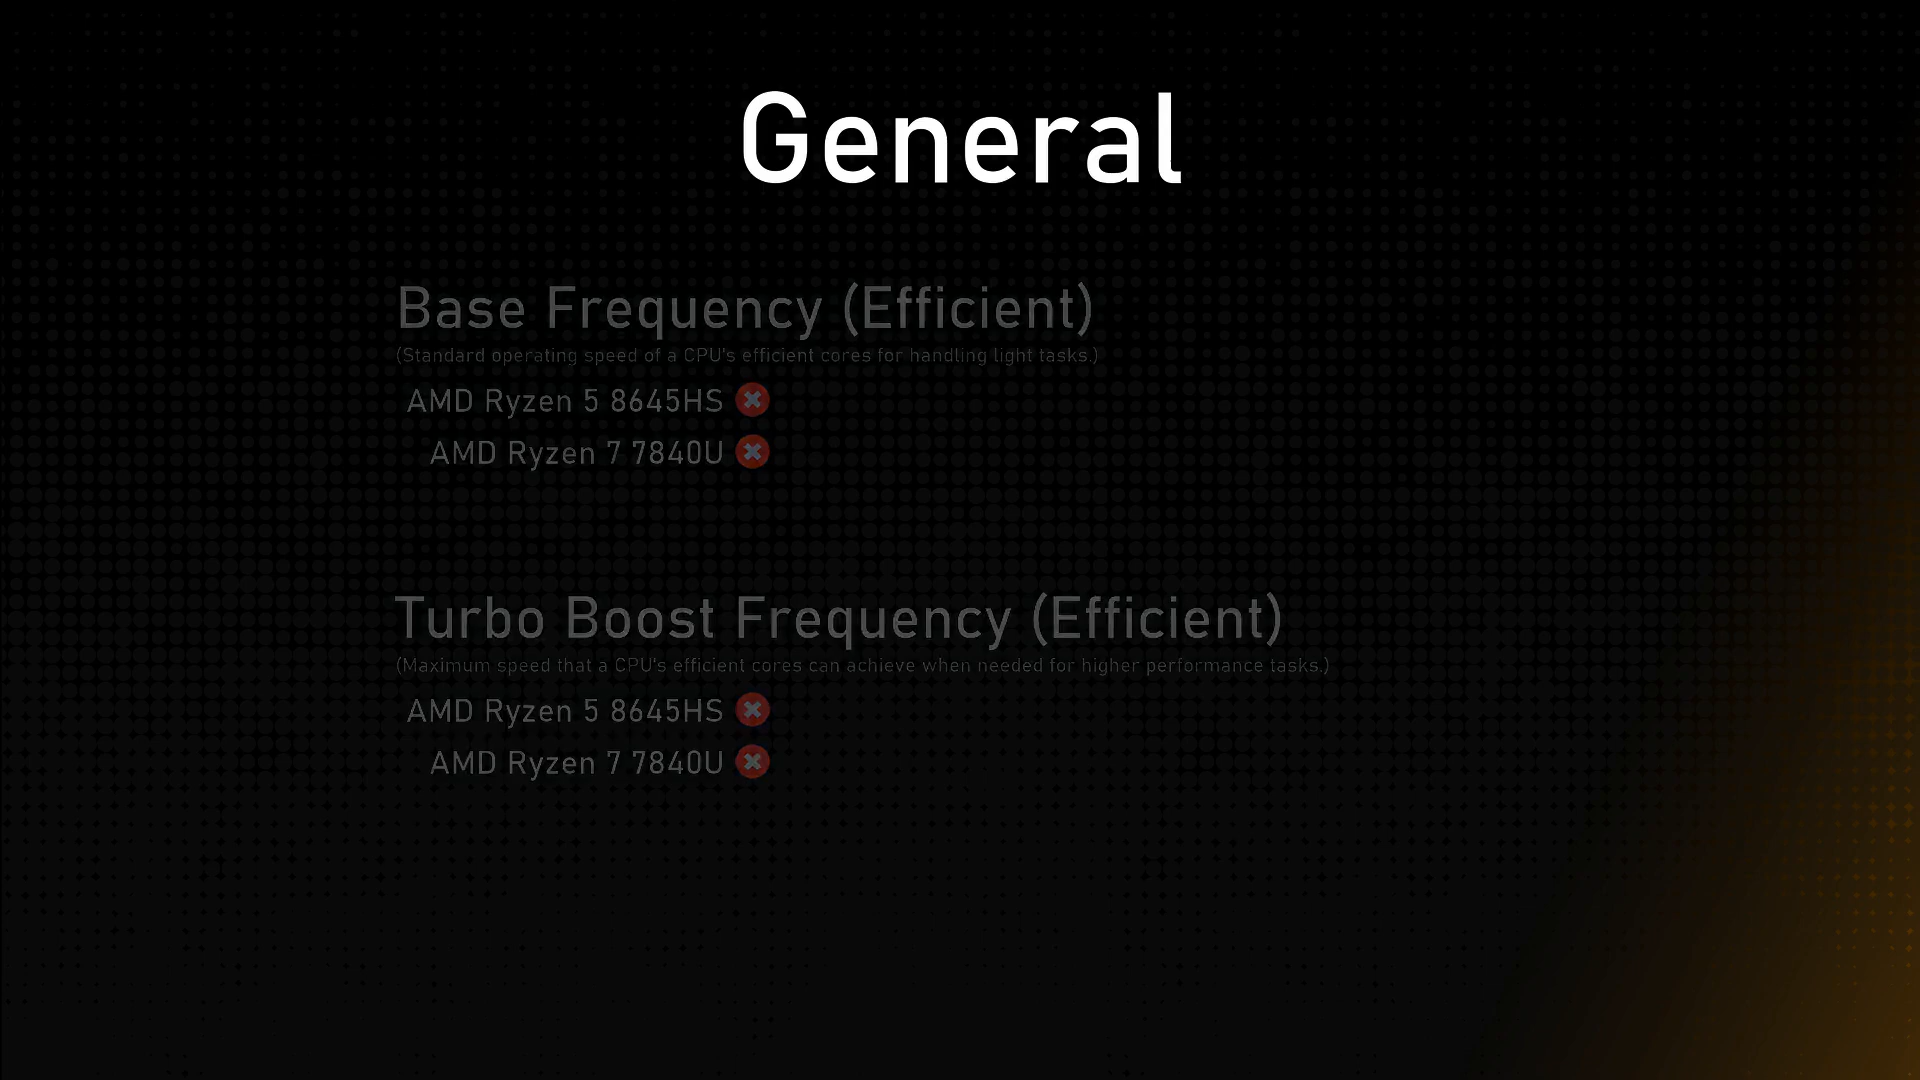 General
Base Frequency (Efficient)
(Standard operating speed of a CPU's efficient cores for handling light tasks.)
AMD Ryzen 5 8645HS
AMD Ryzen 7 7840U
Turbo Boost Frequency (Efficient)
(Maximum speed that a CPU's efficient cores can achieve when needed for higher performance tasks.)
AMD Ryzen 5 8645HS
AMD Ryzen 7 7840U